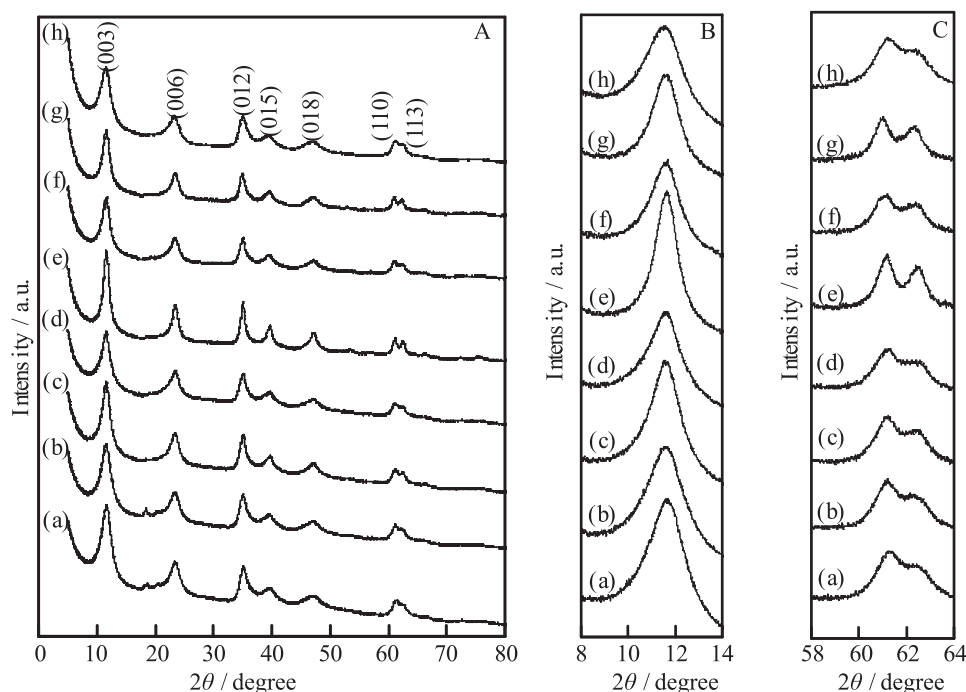 A
(h)
(003)
(006)
(012)
(015)
(018)
(110)
(113)
(g)
(f)
(e)
(d)
(c)
(b)
(a)
Intensity / a.u.
0 10 20 30 40 50 60 70 80
2θ / degree
B
(h)
(g)
(f)
(e)
(d)
(c)
(b)
(a)
Intensity / a.u.
8 10 12 14
2θ / degree
C
(h)
(g)
(f)
(e)
(d)
(c)
(b)
(a)
Intensity / a.u.
58 60 62 64
2θ / degree